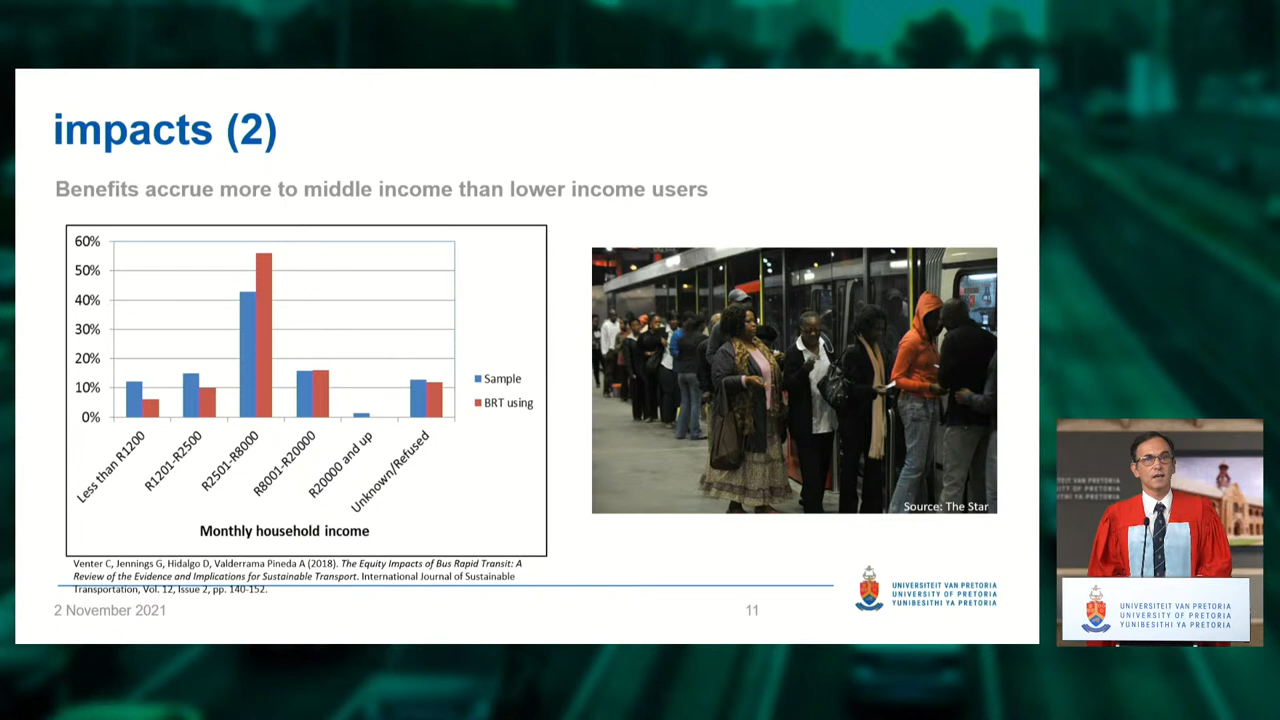 impacts (2)
Benefits accrue more to middle income than lower income users
60%
50%
40%
30%
20%
10%
0%
Less than R1200
R1201-R2500
R2501-R8000
R8001-R20000
R20000 and up
Unknown/Refused
Monthly household income
Sample
BRT using
Source: The Star
Venter C, Jennings G, Hidalgo D, Valderrama Pineda A (2018). The Equity Impacts of Bus Rapid Transit: A
Review of the Evidence and Implications for Sustainable Transport. International Journal of Sustainable
Transportation, Vol. 12, Issue 2, pp. 140-152.
2 November 2021
11
UNIVERSITEIT VAN PRETORIA
UNIVERSITY OF PRETORIA
YUNIBESITHI YA PRETORIA
UNIVERSITEIT VAN PRETORIA
UNIVERSITY OF PRETORIA
YUNIBESITHI YA PRETORIA